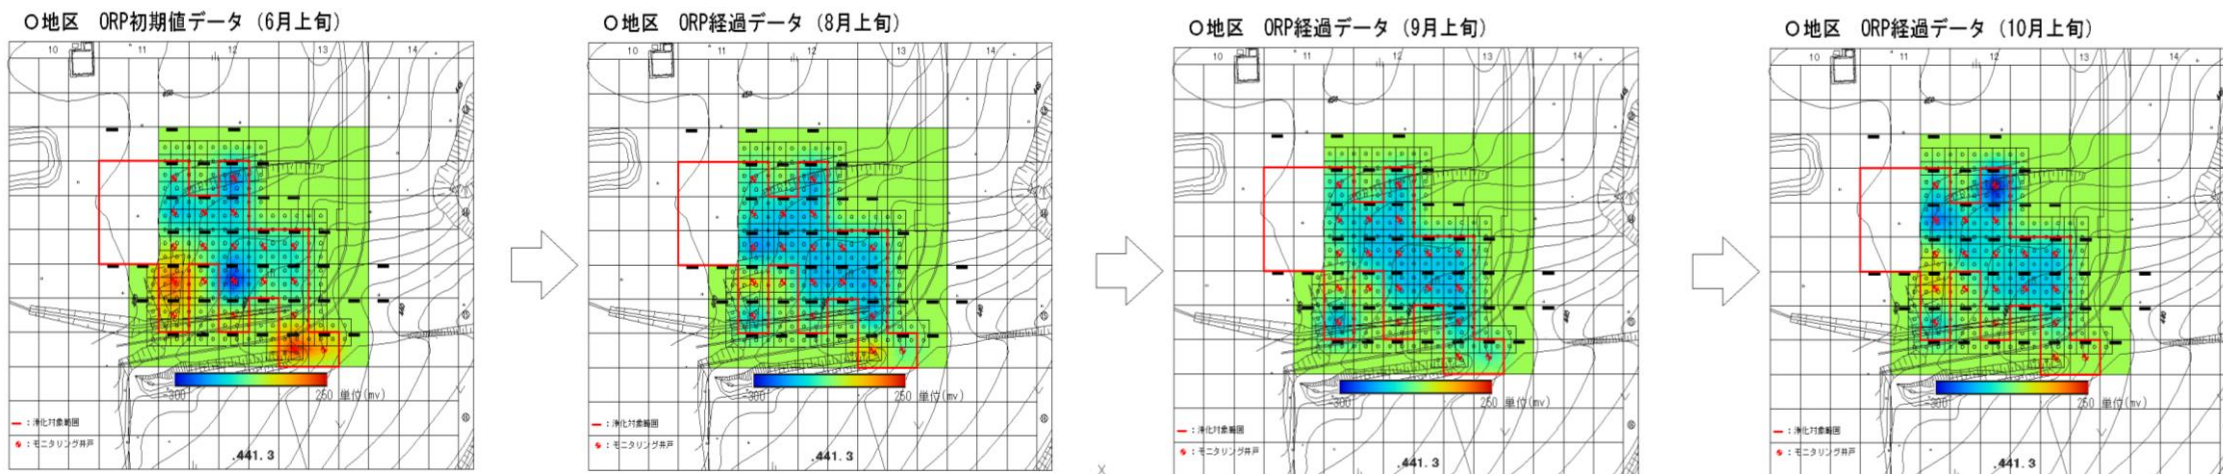 〇地区 ORP初期値データ（6月上旬）
10 11 12 13 14
-300 250 単位(mv)
：浄化対象範囲
：モニタリング井戸
.441.3
〇地区 ORP経過データ（8月上旬）
10 11 12 13 14
-300 250 単位(mv)
：浄化対象範囲
：モニタリング井戸
.441.3
〇地区 ORP経過データ（9月上旬）
10 11 12 13 14
-300 250 単位(mv)
：浄化対象範囲
：モニタリング井戸
.441.3
〇地区 ORP経過データ（10月上旬）
10 11 12 13 14
-300 250 単位(mv)
：浄化対象範囲
：モニタリング井戸
.441.3